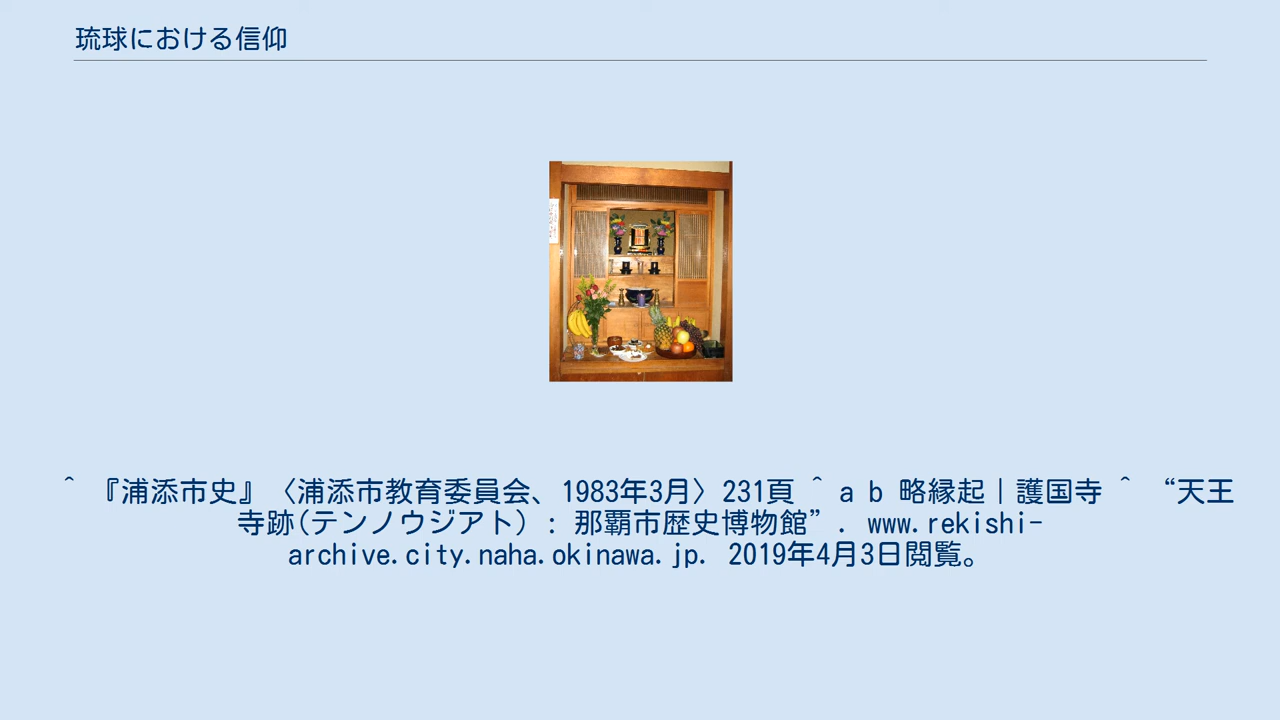 琉球における信仰
^ 『浦添市史』〈浦添市教育委員会、1983年3月〉231頁 ^ a b 略縁起｜護国寺 ^ “天王
寺跡(テンノウジアト) : 那覇市歴史博物館”. www.rekishi-
archive.city.naha.okinawa.jp. 2019年4月3日閲覧。